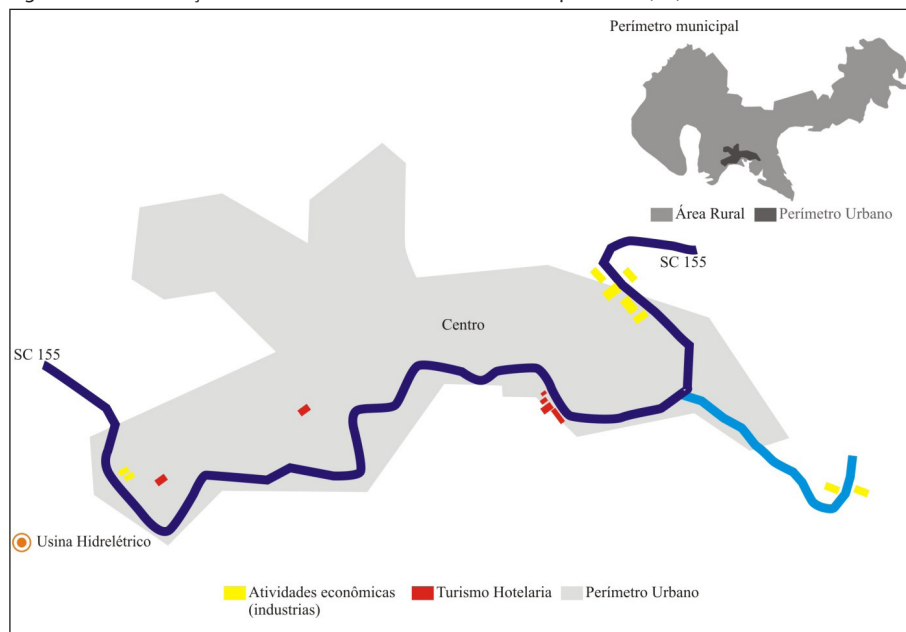 Perímetro municipal
Área Rural
Perímetro Urbano
SC 155
Centro
SC 155
Usina Hidrelétrico
Atividades econômicas
(industrias)
Turismo Hotelaria
Perímetro Urbano